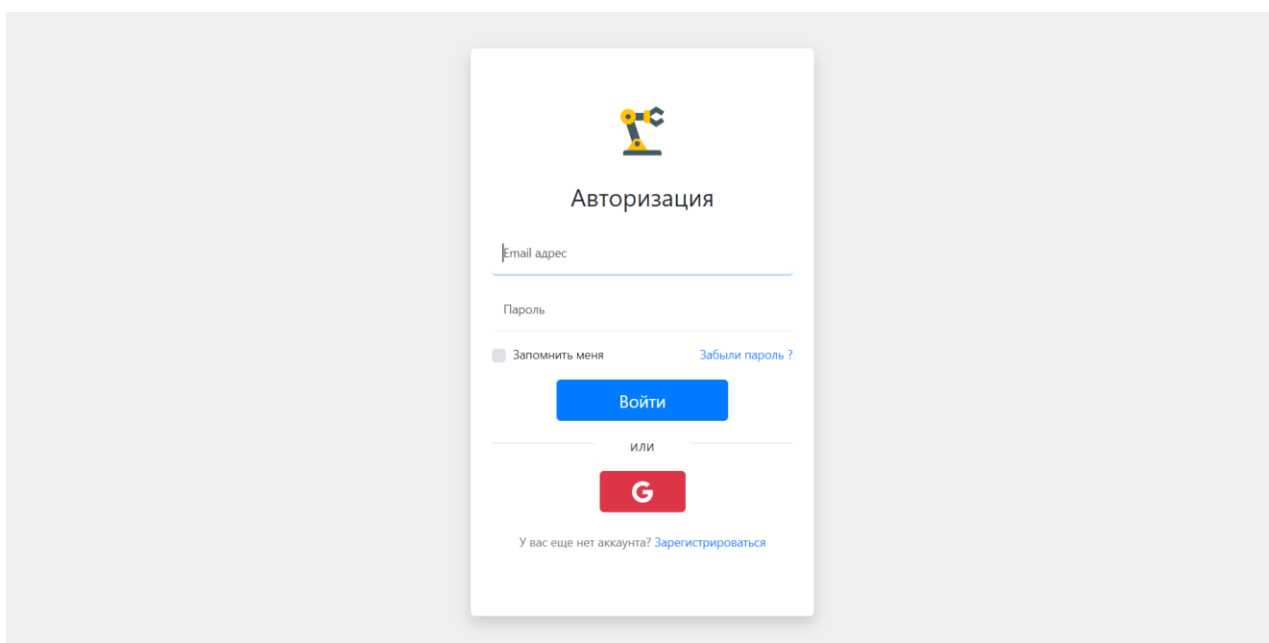 Авторизация
Email адрес
Пароль
Запомнить меня Забыли пароль ?
Войти
или
G
У вас еще нет аккаунта? Зарегистрироваться